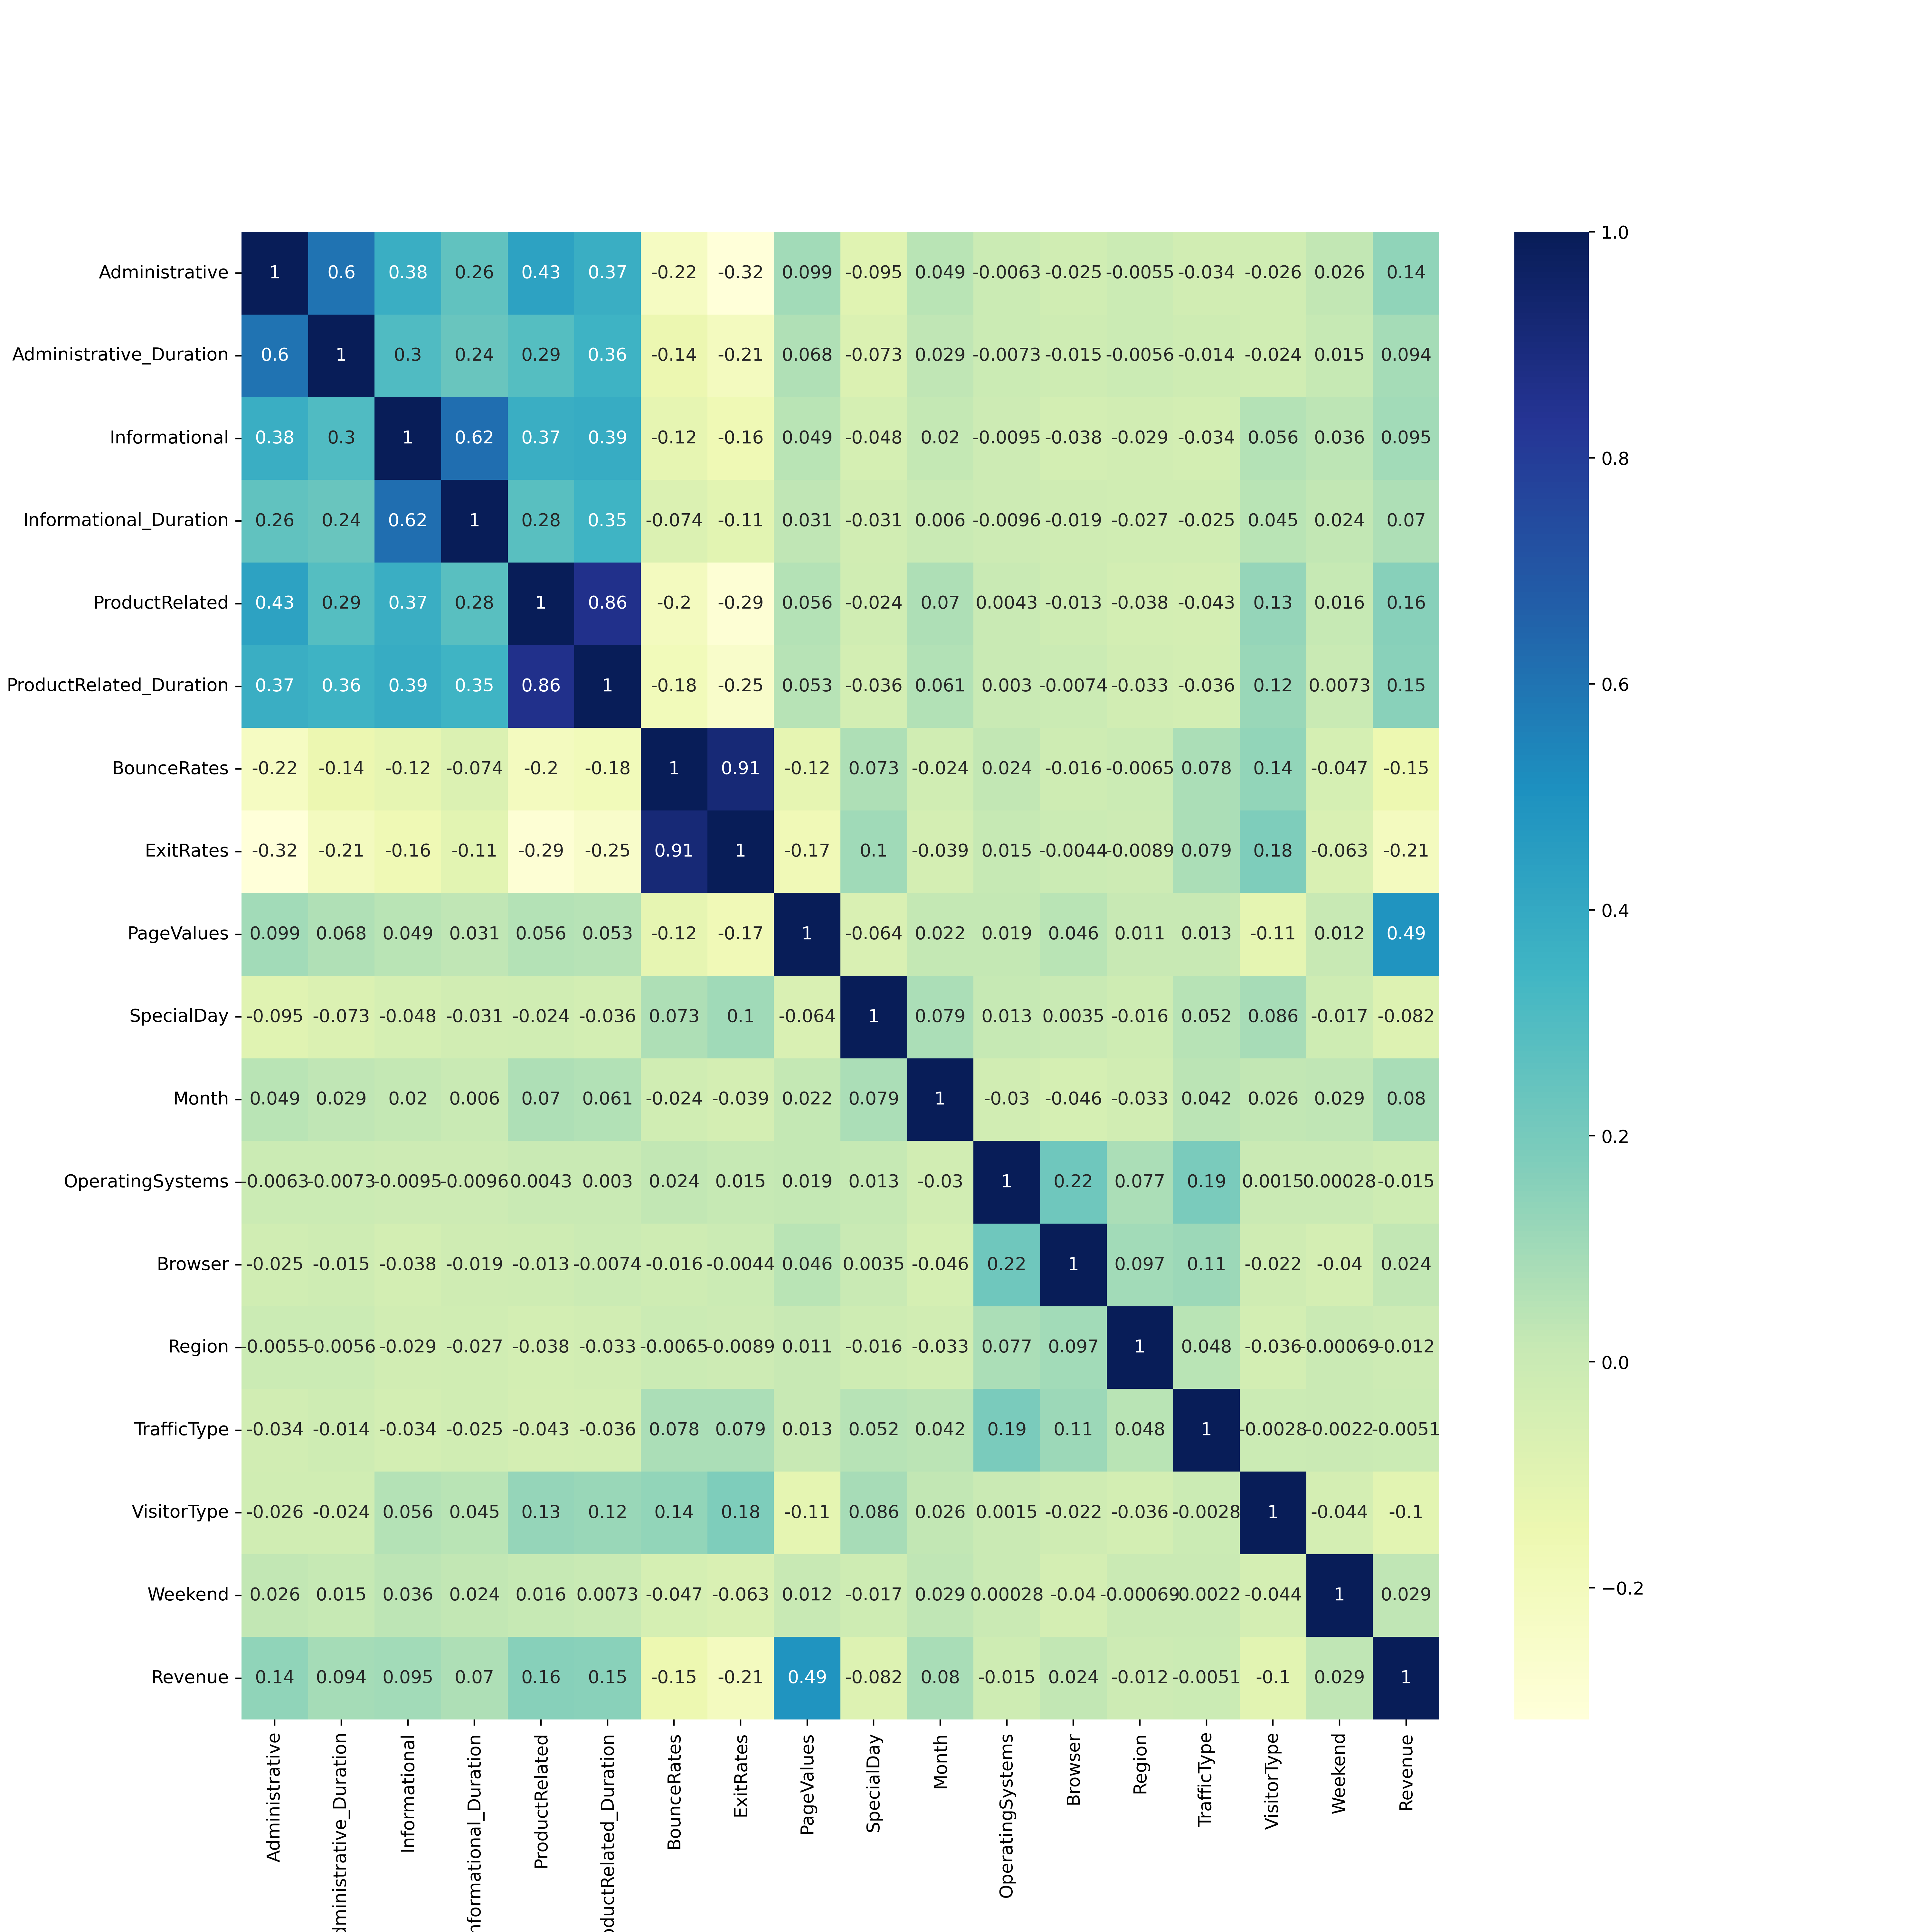 Administrative 1 0.6 0.38 0.26 0.43 0.37 -0.22 -0.32 0.099 -0.095 0.049 -0.0063 -0.025 -0.0055 -0.034 -0.026 0.026 0.14
Administrative_Duration 0.6 1 0.3 0.24 0.29 0.36 -0.14 -0.21 0.068 -0.073 0.029 -0.0073 -0.015 -0.0056 -0.014 -0.024 0.015 0.094
Informational 0.38 0.3 1 0.62 0.37 0.39 -0.12 -0.16 0.049 -0.048 0.02 -0.0095 -0.038 -0.029 -0.034 0.056 0.036 0.095
Informational_Duration 0.26 0.24 0.62 1 0.28 0.35 -0.074 -0.11 0.031 -0.031 0.006 -0.0096 -0.019 -0.027 -0.025 0.045 0.024 0.07
ProductRelated 0.43 0.29 0.37 0.28 1 0.86 -0.2 -0.29 0.056 -0.024 0.07 0.0043 -0.013 -0.038 -0.043 0.13 0.016 0.16
ProductRelated_Duration 0.37 0.36 0.39 0.35 0.86 1 -0.18 -0.25 0.053 -0.036 0.061 0.003 -0.0074 -0.033 -0.036 0.12 0.0073 0.15
BounceRates -0.22 -0.14 -0.12 -0.074 -0.2 -0.18 1 0.91 -0.12 0.073 -0.024 0.024 -0.016 -0.0065 0.078 0.14 -0.047 -0.15
ExitRates -0.32 -0.21 -0.16 -0.11 -0.29 -0.25 0.91 1 -0.17 0.1 -0.039 0.015 -0.0044 -0.0089 0.079 0.18 -0.063 -0.21
PageValues 0.099 0.068 0.049 0.031 0.056 0.053 -0.12 -0.17 1 -0.064 0.022 0.019 0.046 0.011 0.013 -0.11 0.012 0.49
SpecialDay -0.095 -0.073 -0.048 -0.031 -0.024 -0.036 0.073 0.1 -0.064 1 0.079 0.013 0.0035 -0.016 0.052 0.086 -0.017 -0.082
Month 0.049 0.029 0.02 0.006 0.07 0.061 -0.024 -0.039 0.022 0.079 1 -0.03 -0.046 -0.033 0.042 0.026 0.029 0.08
OperatingSystems -0.0063 -0.0073 -0.0095 -0.0096 0.0043 0.003 0.024 0.015 0.019 0.013 -0.03 1 0.22 0.077 0.19 0.0015 0.00028 -0.015
Browser -0.025 -0.015 -0.038 -0.019 -0.013 -0.0074 -0.016 -0.0044 0.046 0.0035 -0.046 0.22 1 0.097 0.11 -0.022 -0.04 0.024
Region -0.0055 -0.0056 -0.029 -0.027 -0.038 -0.033 -0.0065 -0.0089 0.011 -0.016 -0.033 0.077 0.097 1 0.048 -0.036 -0.00069 -0.012
TrafficType -0.034 -0.014 -0.034 -0.025 -0.043 -0.036 0.078 0.079 0.013 0.052 0.042 0.19 0.11 0.048 1 -0.0028 -0.0022 -0.0051
VisitorType -0.026 -0.024 0.056 0.045 0.13 0.12 0.14 0.18 -0.11 0.086 0.026 0.0015 -0.022 -0.036 -0.0028 1 -0.044 -0.1
Weekend 0.026 0.015 0.036 0.024 0.016 0.0073 -0.047 -0.063 0.012 -0.017 0.029 0.00028 -0.04 -0.00069 -0.0022 -0.044 1 0.029
Revenue 0.14 0.094 0.095 0.07 0.16 0.15 -0.15 -0.21 0.49 -0.082 0.08 -0.015 0.024 -0.012 -0.0051 -0.1 0.029 1
Administrative
dministrative_Duration
Informational
nformational_Duration
ProductRelated
oductRelated_Duration
BounceRates
ExitRates
PageValues
SpecialDay
Month
OperatingSystems
Browser
Region
TrafficType
VisitorType
Weekend
Revenue
1.0
0.8
0.6
0.4
0.2
0.0
−0.2